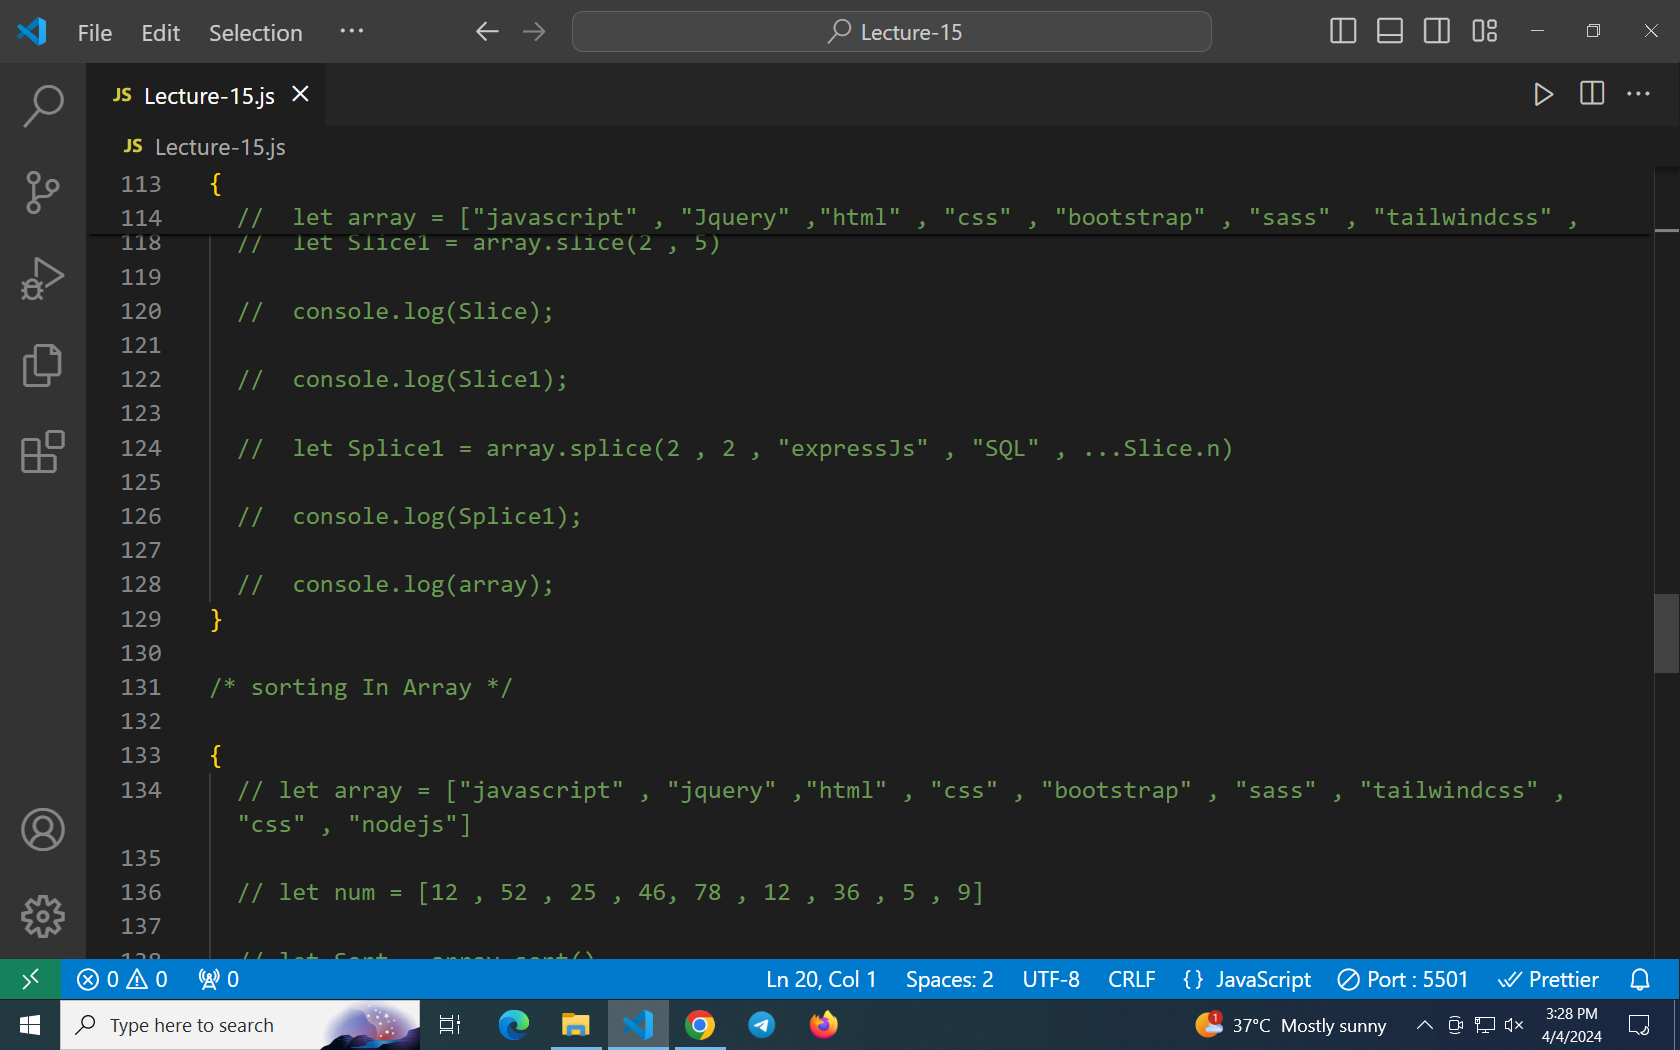 File Edit Selection ··· Lecture-15
JS Lecture-15.js
JS Lecture-15.js
113 {
114 // let array = ["javascript" , "Jquery" ,"html" , "css" , "bootstrap" , "sass" , "tailwindcss" ,
118 // let Slice1 = array.slice(2 , 5)
119
120 // console.log(Slice);
121
122 // console.log(Slice1);
123
124 // let Splice1 = array.splice(2 , 2 , "expressJs" , "SQL" , ...Slice.n)
125
126 // console.log(Splice1);
127
128 // console.log(array);
129 }
130
131 /* sorting In Array */
132
133 {
134 // let array = ["javascript" , "jquery" ,"html" , "css" , "bootstrap" , "sass" , "tailwindcss" ,
"css" , "nodejs"]
135
136 // let num = [12 , 52 , 25 , 46, 78 , 12 , 36 , 5 , 9]
137
138 // let Sort = array.sort()
0 0 0 Ln 20, Col 1 Spaces: 2 UTF-8 CRLF {} JavaScript Port : 5501 Prettier
Type here to search 1 37°C Mostly sunny 3:28 PM
4/4/2024